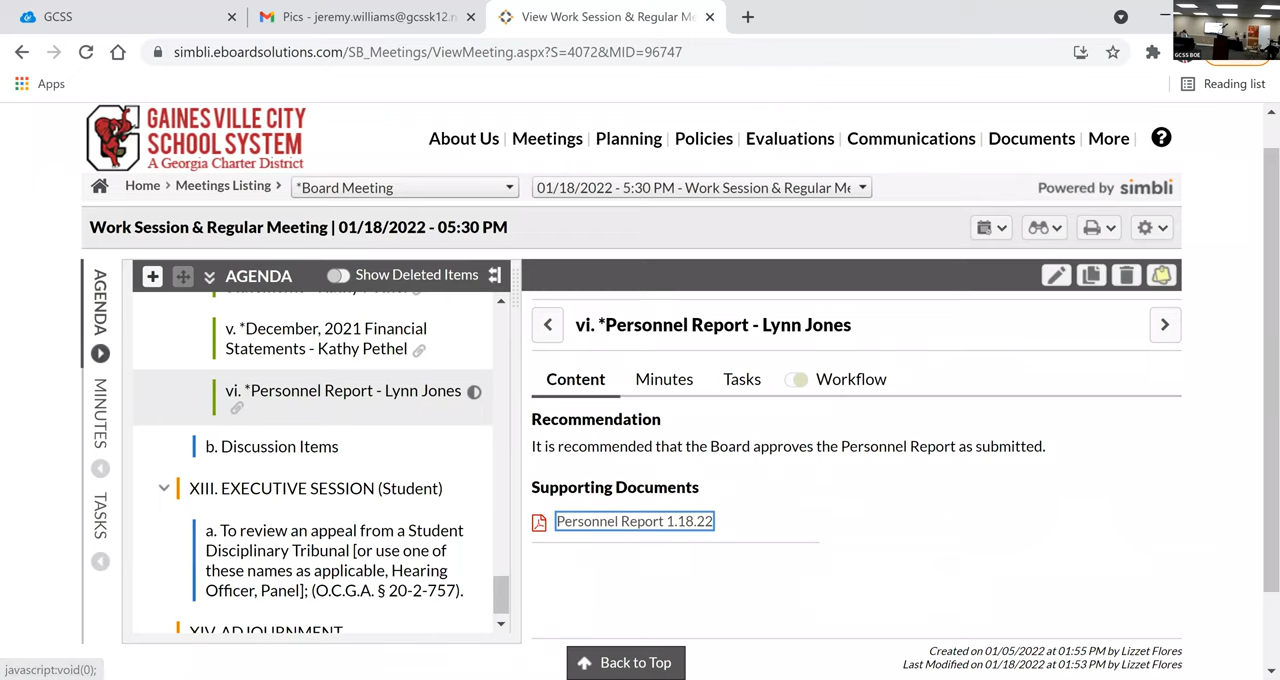 GCSS
Pics - jeremy.williams@gcssk12.n
View Work Session & Regular Me
simbli.eboardsolutions.com/SB_Meetings/ViewMeeting.aspx?S=4072&MID=96747
GCSS BOE
Apps
Reading list
GAINESVILLE CITY
SCHOOL SYSTEM
A Georgia Charter District
About Us | Meetings | Planning | Policies | Evaluations | Communications | Documents | More | ?
Home > Meetings Listing > *Board Meeting 01/18/2022 - 5:30 PM - Work Session & Regular Me Powered by simbli
Work Session & Regular Meeting | 01/18/2022 - 05:30 PM
AGENDA
MINUTES
TASKS
AGENDA Show Deleted Items
v. *December, 2021 Financial
Statements - Kathy Pethel
vi. *Personnel Report - Lynn Jones
b. Discussion Items
XIII. EXECUTIVE SESSION (Student)
a. To review an appeal from a Student
Disciplinary Tribunal [or use one of
these names as applicable, Hearing
Officer, Panel]; (O.C.G.A. § 20-2-757).
XIV. ADJOURNMENT
vi. *Personnel Report - Lynn Jones
Content Minutes Tasks Workflow
Recommendation
It is recommended that the Board approves the Personnel Report as submitted.
Supporting Documents
Personnel Report 1.18.22
Created on 01/05/2022 at 01:55 PM by Lizzet Flores
Last Modified on 01/18/2022 at 01:53 PM by Lizzet Flores
Back to Top
javascript:void(0);